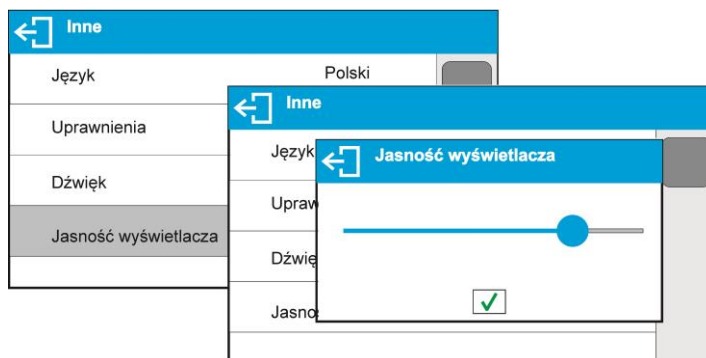 Inne
Język Polski
Uprawnienia
Dźwięk
Jasność wyświetlacza
Inne
Język
Upraw
Dźwię
Jasno
Jasność wyświetlacza